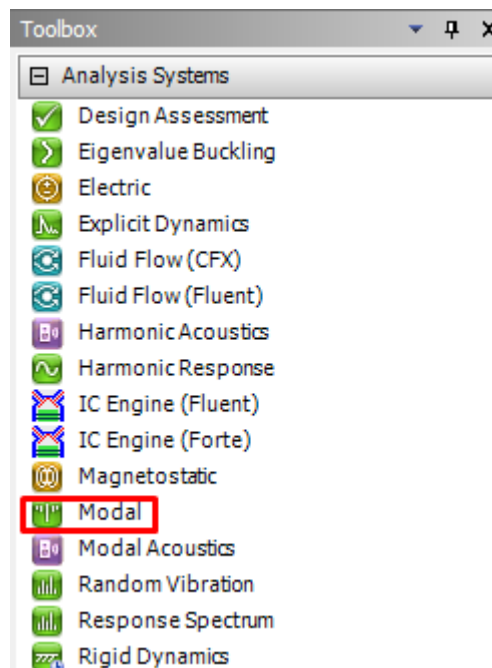 Toolbox
Analysis Systems
Design Assessment
Eigenvalue Buckling
Electric
Explicit Dynamics
Fluid Flow (CFX)
Fluid Flow (Fluent)
Harmonic Acoustics
Harmonic Response
IC Engine (Fluent)
IC Engine (Forte)
Magnetostatic
Modal
Modal Acoustics
Random Vibration
Response Spectrum
Rigid Dynamics